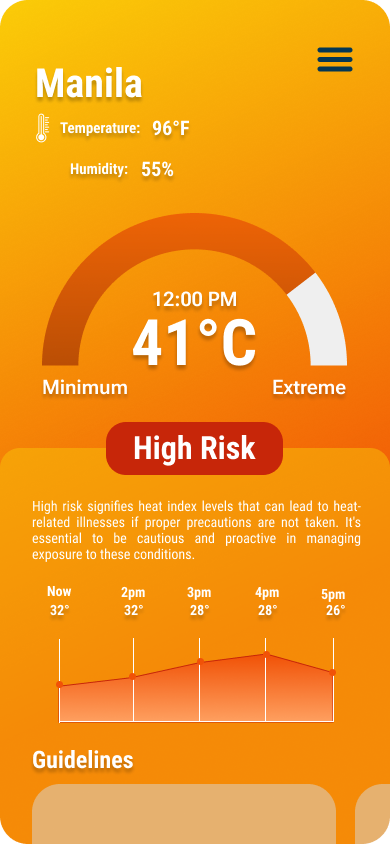 Manila
Temperature: 96°F
Humidity: 55%
12:00 PM
41°C
Minimum Extreme
High Risk
High risk signifies heat index levels that can lead to heat-
related illnesses if proper precautions are not taken. It's
essential to be cautious and proactive in managing
exposure to these conditions.
Now 2pm 3pm 4pm 5pm
32° 32° 28° 28° 26°
Guidelines